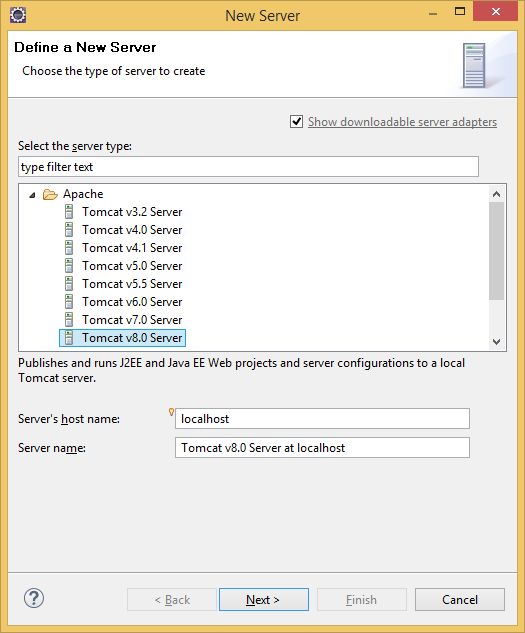 New Server
Define a New Server
Choose the type of server to create
Show downloadable server adapters
Select the server type:
type filter text
Apache
Tomcat v3.2 Server
Tomcat v4.0 Server
Tomcat v4.1 Server
Tomcat v5.0 Server
Tomcat v5.5 Server
Tomcat v6.0 Server
Tomcat v7.0 Server
Tomcat v8.0 Server
Publishes and runs J2EE and Java EE Web projects and server configurations to a local
Tomcat server.
Server's host name: localhost
Server name: Tomcat v8.0 Server at localhost
? < Back Next > Finish Cancel